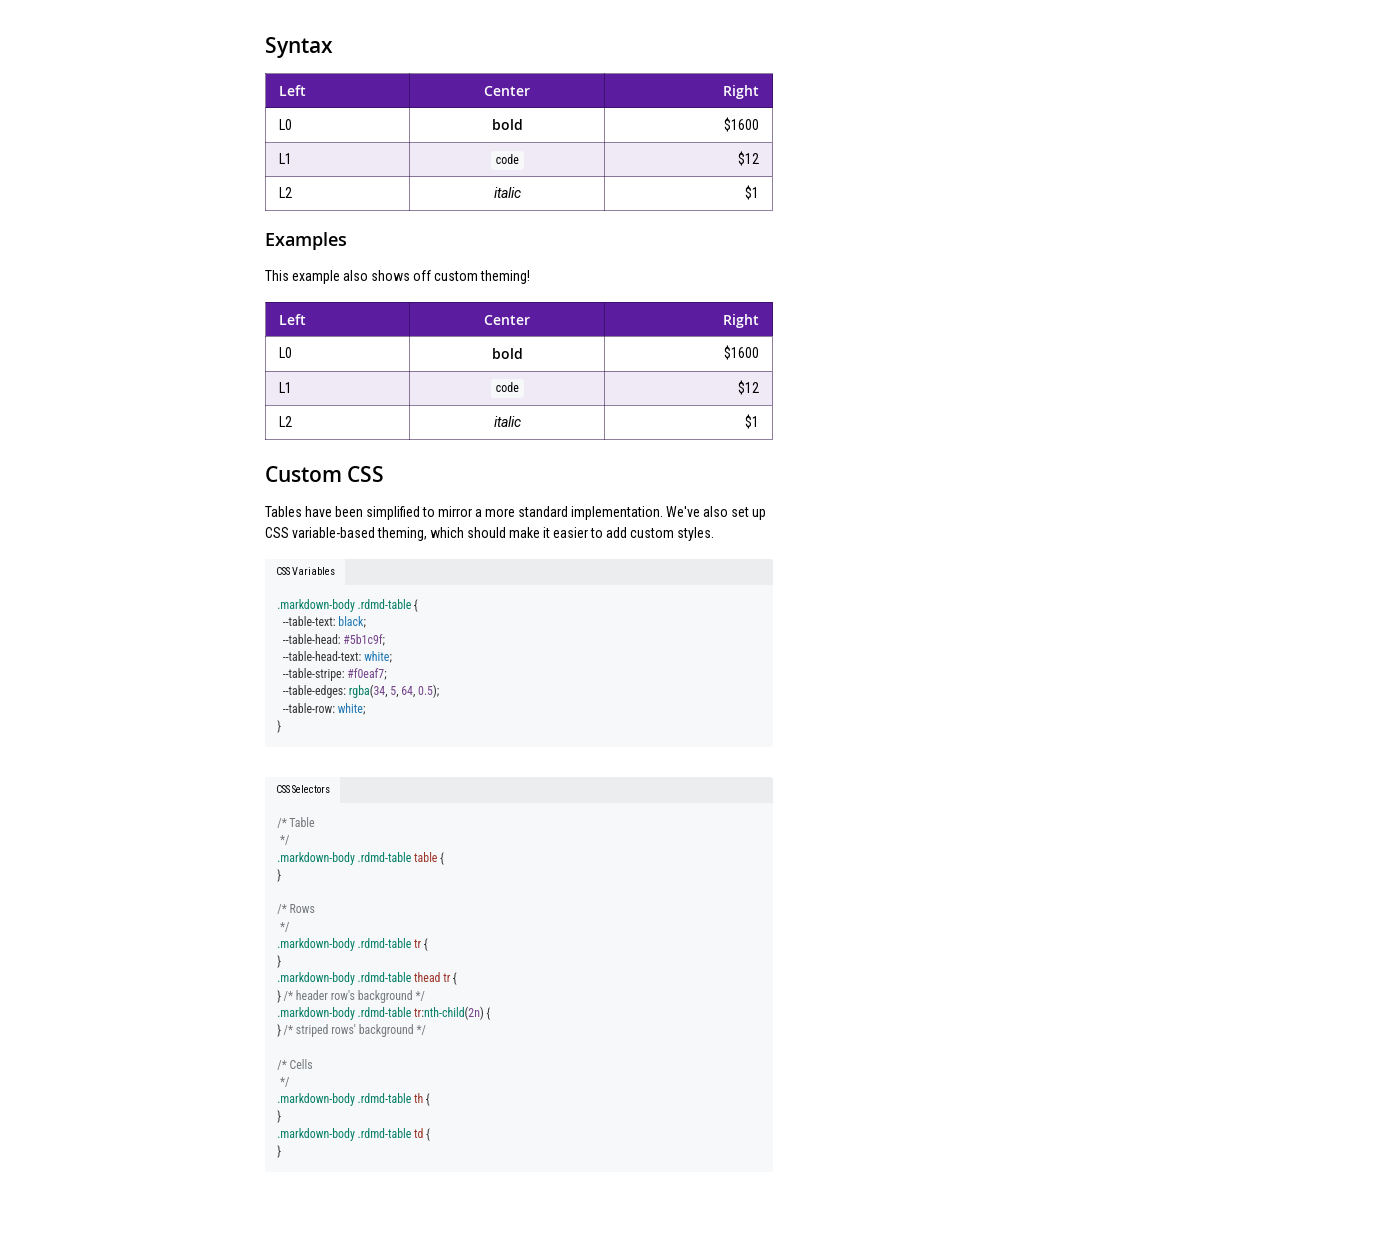 Syntax
Left Center Right
L0 bold $1600
L1 code $12
L2 italic $1
Examples
This example also shows off custom theming!
Left Center Right
L0 bold $1600
L1 code $12
L2 italic $1
Custom CSS
Tables have been simplified to mirror a more standard implementation. We've also set up
CSS variable-based theming, which should make it easier to add custom styles.
CSS Variables
.markdown-body .rdmd-table {
  --table-text: black;
  --table-head: #5b1c9f;
  --table-head-text: white;
  --table-stripe: #f0eaf7;
  --table-edges: rgba(34, 5, 64, 0.5);
  --table-row: white;
}
CSS Selectors
/* Table
 */
.markdown-body .rdmd-table table {
}
/* Rows
 */
.markdown-body .rdmd-table tr {
}
.markdown-body .rdmd-table thead tr {
} /* header row's background */
.markdown-body .rdmd-table tr:nth-child(2n) {
} /* striped rows' background */
/* Cells
 */
.markdown-body .rdmd-table th {
}
.markdown-body .rdmd-table td {
}